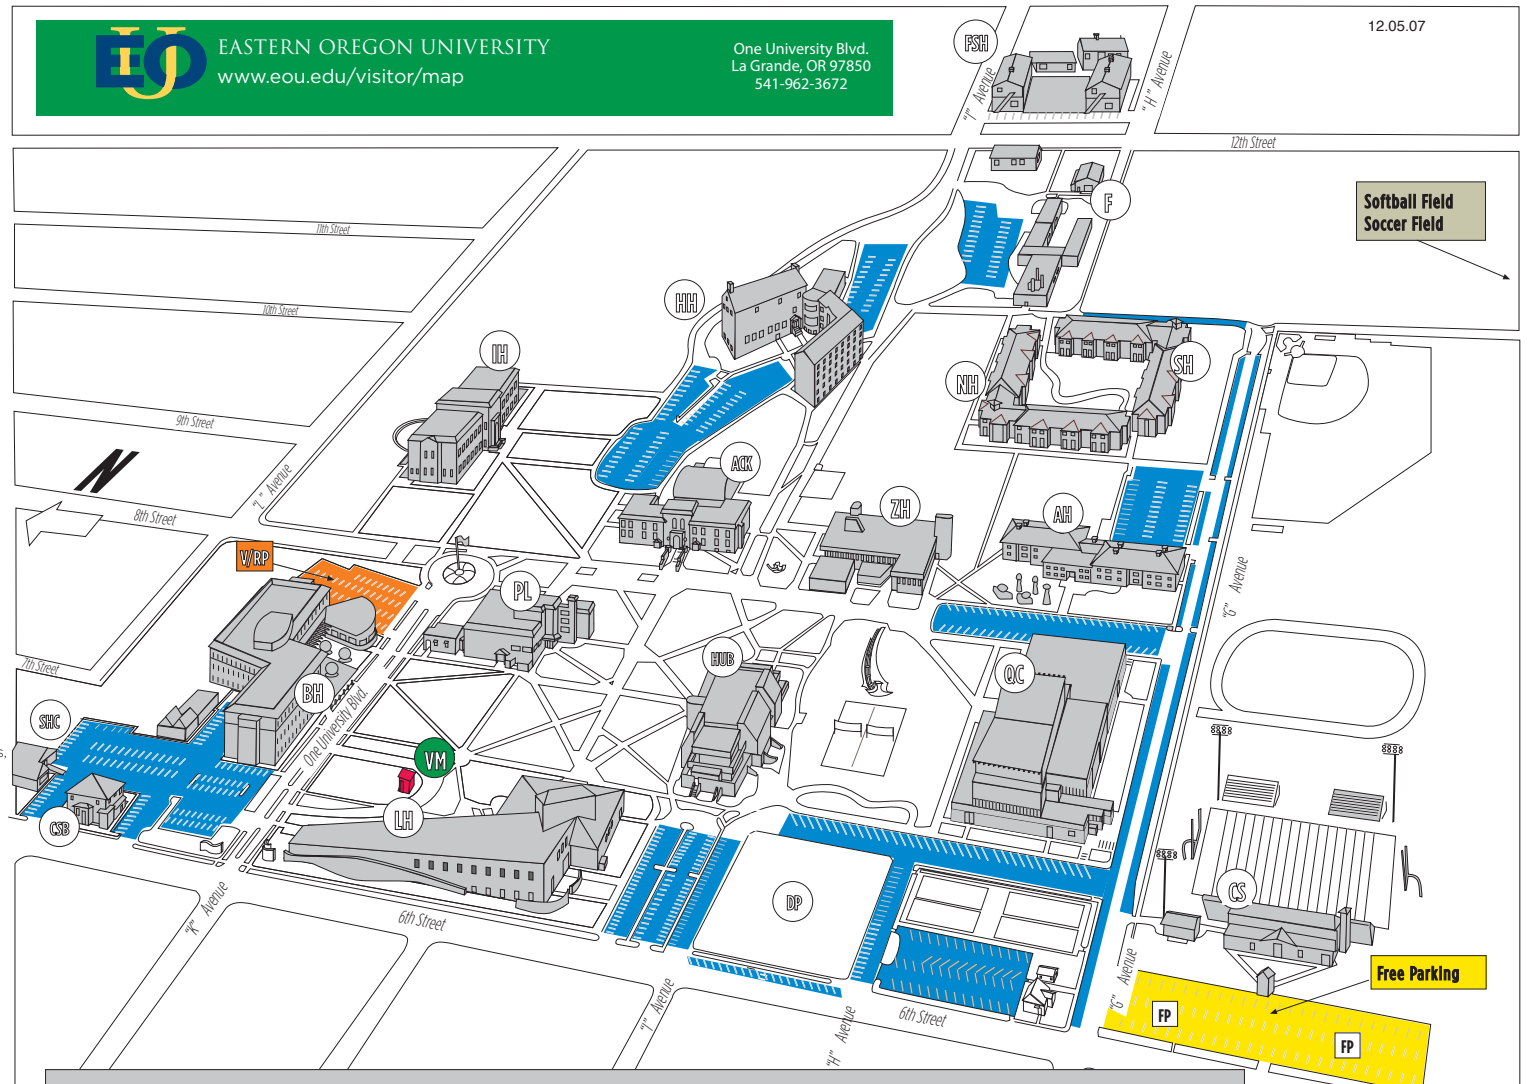 EOU
EASTERN OREGON UNIVERSITY
www.eou.edu/visitor/map
One University Blvd.
La Grande, OR 97850
541-962-3672
12.05.07
FSH
"I" Avenue
"H" Avenue
12th Street
F
Softball Field
Soccer Field
11th Street
10th Street
HH
IH
NH
SH
9th Street
ACK
N
"L" Avenue
ZH
AH
8th Street
V/RP
"G" Avenue
PL
7th Street
HUB
QC
BH
SHC
One University Blvd.
s,
VM
LH
CSB
CS
DP
"K" Avenue
6th Street
"G" Avenue
Free Parking
"I" Avenue
"H" Avenue
6th Street
FP
FP